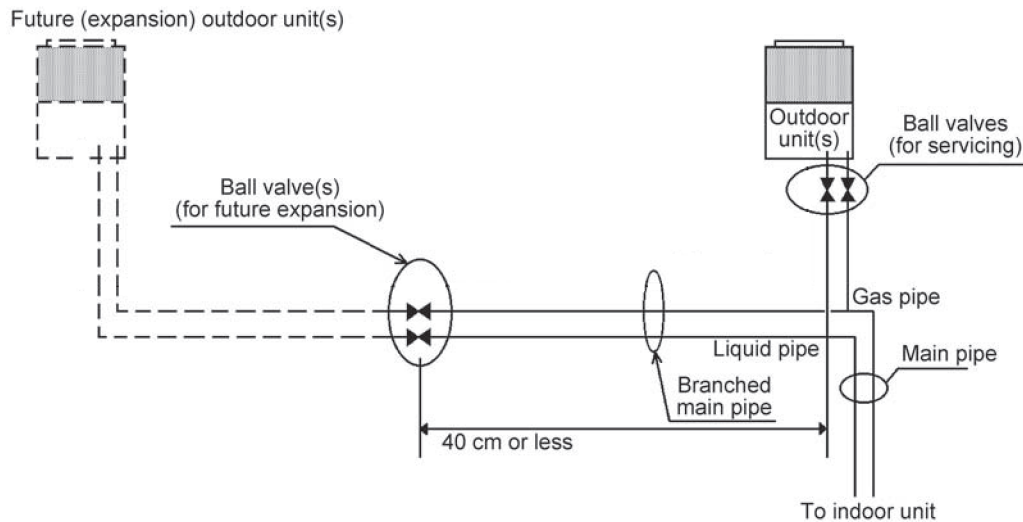 Future (expansion) outdoor unit(s)
Outdoor
unit(s)
Ball valves
(for servicing)
Ball valve(s)
(for future expansion)
Gas pipe
Liquid pipe
Main pipe
Branched
main pipe
40 cm or less
To indoor unit